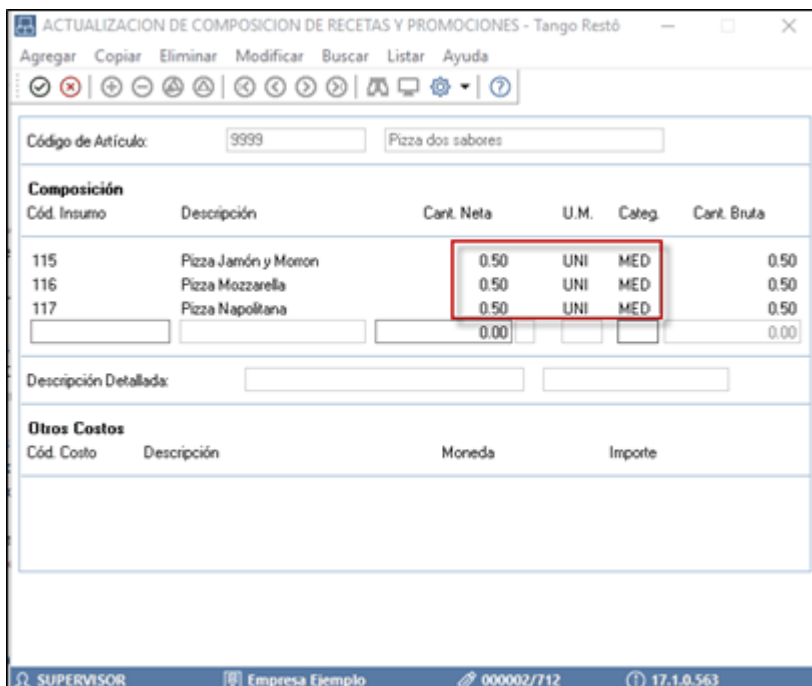 ACTUALIZACION DE COMPOSICION DE RECETAS Y PROMOCIONES - Tango Restó
Agregar Copiar Eliminar Modificar Buscar Listar Ayuda
Código de Artículo: 9999 Pizza dos sabores
Composición
Cód. Insumo Descripción Cant. Neta U.M. Categ. Cant. Bruta
115 Pizza Jamón y Morron 0.50 UNI MED 0.50
116 Pizza Mozzarella 0.50 UNI MED 0.50
117 Pizza Napolitana 0.50 UNI MED 0.50
0.00 0.00
Descripción Detallada:
Otros Costos
Cód. Costo Descripción Moneda Importe
SUPERVISOR Empresa Ejemplo 000002/712 17.1.0.563